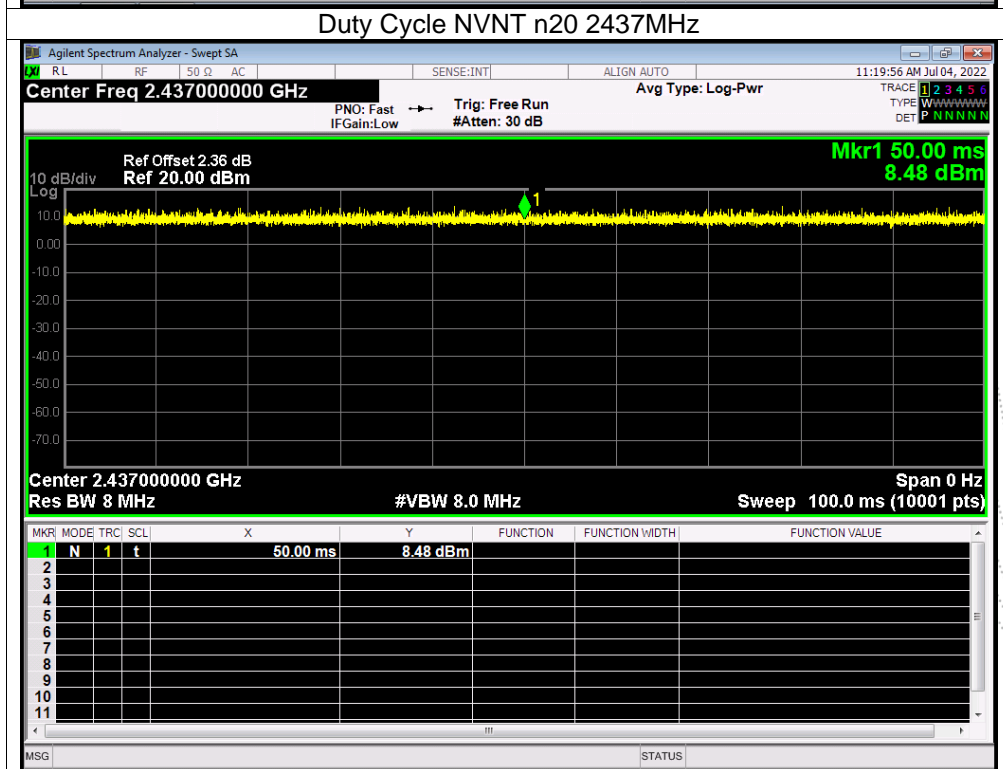 Duty Cycle NVNT n20 2437MHz
Agilent Spectrum Analyzer - Swept SA
LXI RL RF 50 Ω AC SENSE:INT ALIGN AUTO 11:19:56 AM Jul 04, 2022
Center Freq 2.437000000 GHz Avg Type: Log-Pwr TRACE 1 2 3 4 5 6
PNO: Fast Trig: Free Run TYPE WWWWWW
IFGain:Low #Atten: 30 dB DET P N N N N N
Mkr1 50.00 ms
8.48 dBm
Ref Offset 2.36 dB
10 dB/div Ref 20.00 dBm
Log
1
10.0
0.00
-10.0
-20.0
-30.0
-40.0
-50.0
-60.0
-70.0
Center 2.437000000 GHz Span 0 Hz
Res BW 8 MHz #VBW 8.0 MHz Sweep 100.0 ms (10001 pts)
MKR MODE TRC SCL X Y FUNCTION FUNCTION WIDTH FUNCTION VALUE
1 N 1 t 50.00 ms 8.48 dBm
2
3
4
5
6
7
8
9
10
11
MSG STATUS